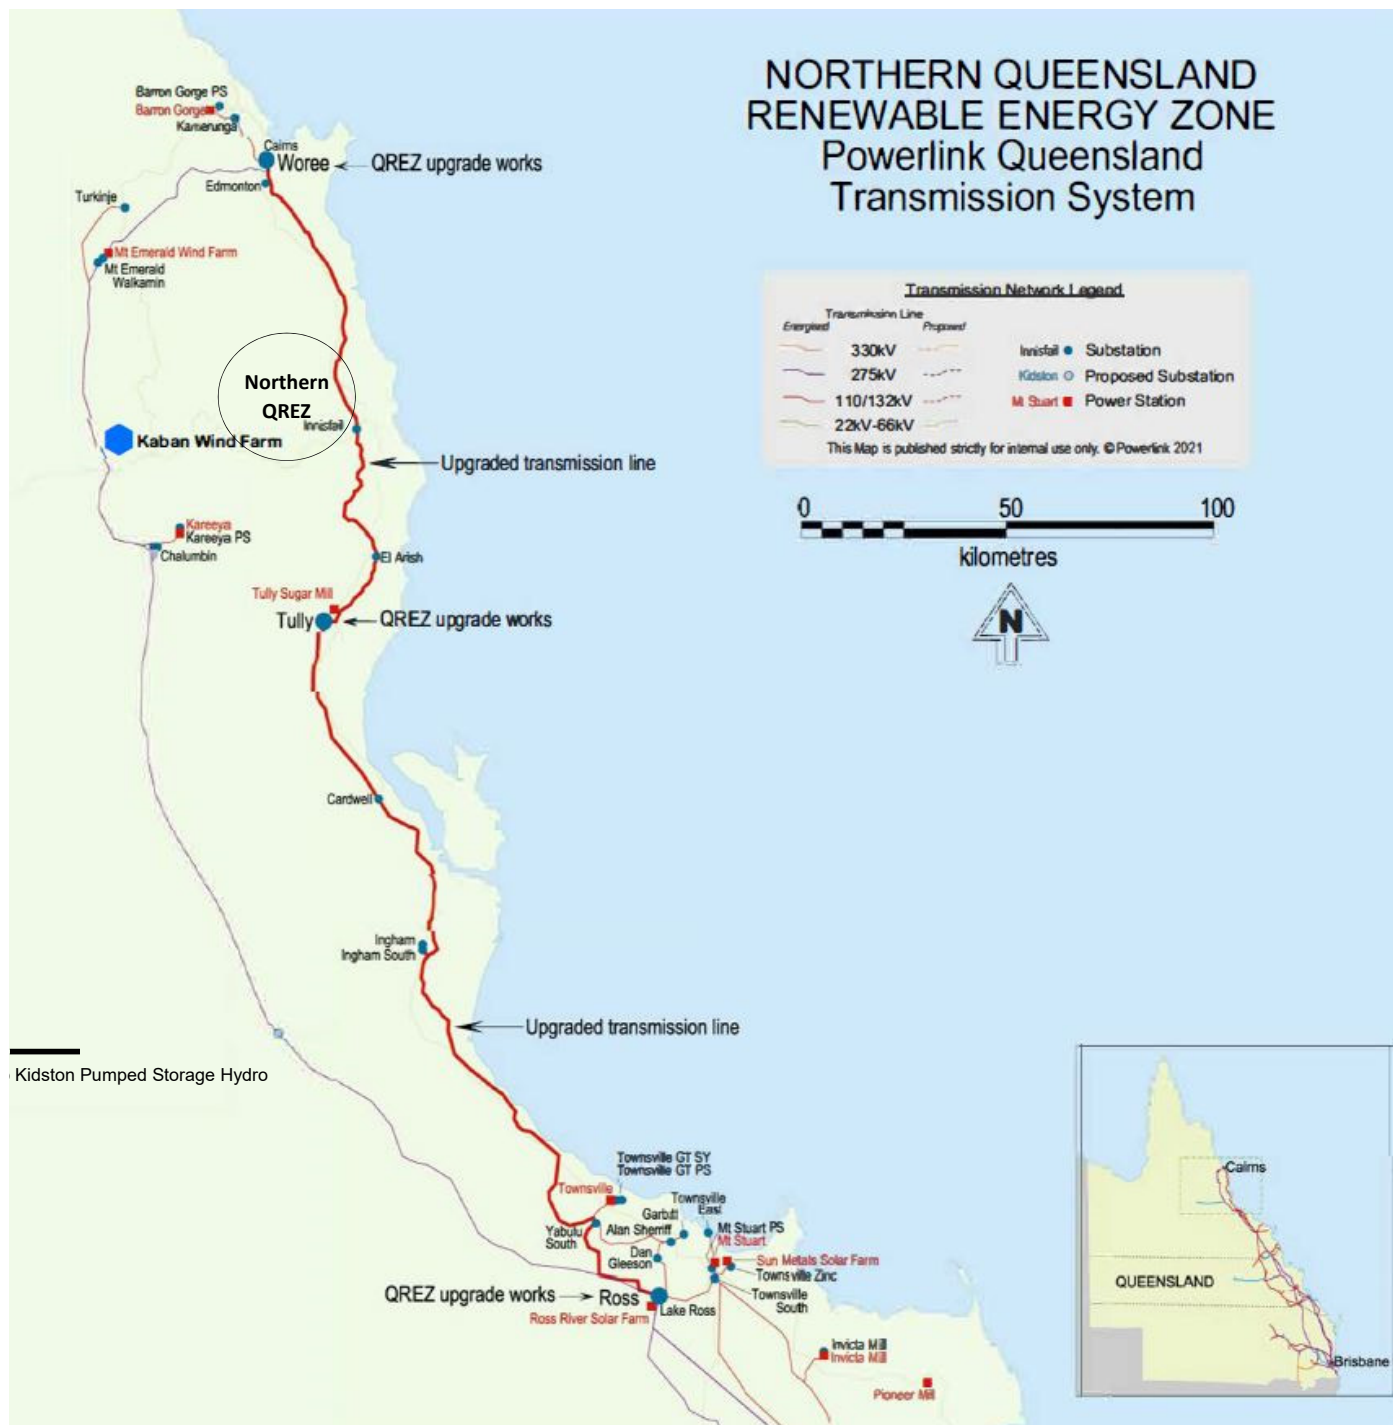 NORTHERN QUEENSLAND
RENEWABLE ENERGY ZONE
Powerlink Queensland
Transmission System
Transmission Network Legend
Transmission Line
Energised
Proposed
330kV
275kV
110/132kV
22kV-66kV
Innisfail Substation
Kidston Proposed Substation
Mt Stuart Power Station
This Map is published strictly for internal use only. © Powerlink 2021
0 50 100
kilometres
N
Barron Gorge PS
Barron Gorge
Kamerunga
Cairns
Woree
QREZ upgrade works
Edmonton
Turkinje
Mt Emerald Wind Farm
Mt Emerald
Walkamin
Northern
QREZ
Innisfail
Kaban Wind Farm
Upgraded transmission line
Kareeya
Kareeya PS
Chalumbin
El Arish
Tully Sugar Mill
Tully
QREZ upgrade works
Cardwell
Ingham
Ingham South
Upgraded transmission line
Kidston Pumped Storage Hydro
Townsville GT SY
Townsville GT PS
Townsville
Townsville
East
Garbutt
Alan Sherriff
Yabulu
South
Dan
Gleeson
Mt Stuart PS
Mt Stuart
Sun Metals Solar Farm
Townsville Zinc
Townsville
South
QREZ upgrade works
Ross
Lake Ross
Ross River Solar Farm
Invicta Mill
Invicta Mill
Pioneer Mill
Cairns
QUEENSLAND
Brisbane